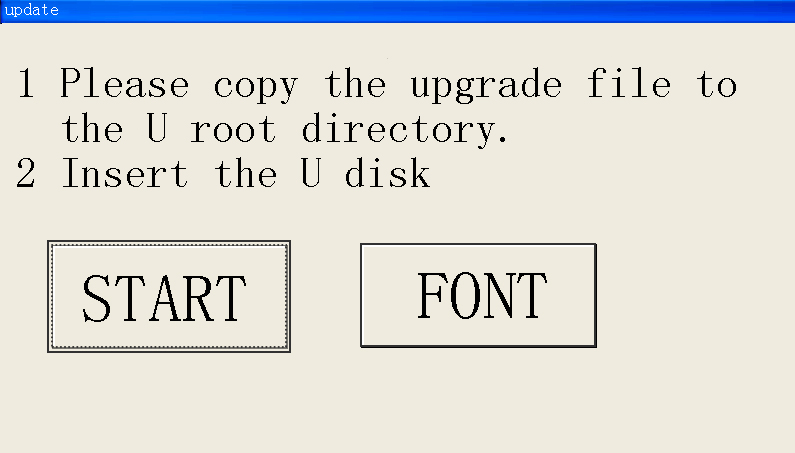 update
1 Please copy the upgrade file to
the U root directory.
2 Insert the U disk
START
FONT